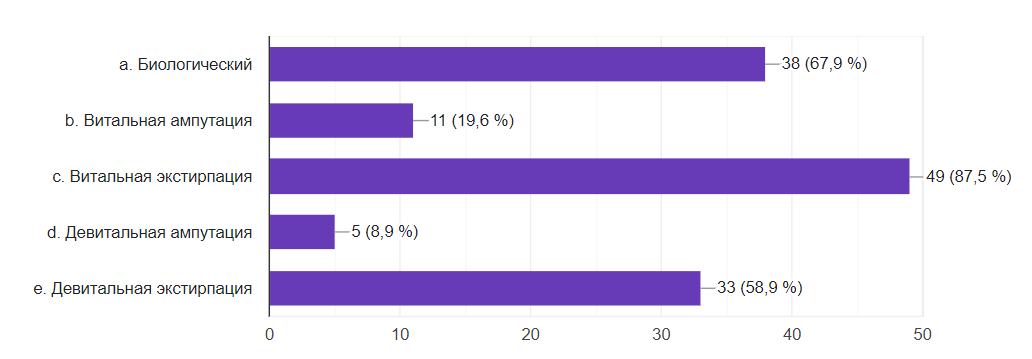 a. Биологический 38 (67,9 %)
b. Витальная ампутация 11 (19,6 %)
c. Витальная экстирпация 49 (87,5 %)
d. Девитальная ампутация 5 (8,9 %)
e. Девитальная экстирпация 33 (58,9 %)
0 10 20 30 40 50